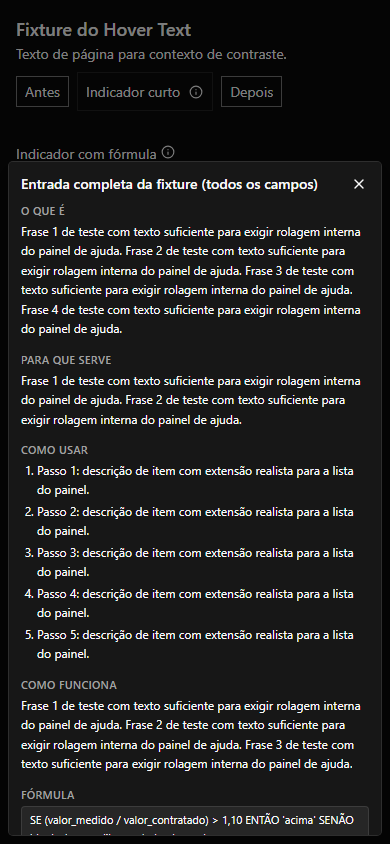 Fixture do Hover Text
Texto de página para contexto de contraste.
Antes
Indicador curto
Depois
Indicador com fórmula
Entrada completa da fixture (todos os campos)
O QUE É
Frase 1 de teste com texto suficiente para exigir rolagem interna
do painel de ajuda. Frase 2 de teste com texto suficiente para
exigir rolagem interna do painel de ajuda. Frase 3 de teste com
texto suficiente para exigir rolagem interna do painel de ajuda.
Frase 4 de teste com texto suficiente para exigir rolagem interna
do painel de ajuda.
PARA QUE SERVE
Frase 1 de teste com texto suficiente para exigir rolagem interna
do painel de ajuda. Frase 2 de teste com texto suficiente para
exigir rolagem interna do painel de ajuda.
COMO USAR
1. Passo 1: descrição de item com extensão realista para a lista
do painel.
2. Passo 2: descrição de item com extensão realista para a lista
do painel.
3. Passo 3: descrição de item com extensão realista para a lista
do painel.
4. Passo 4: descrição de item com extensão realista para a lista
do painel.
5. Passo 5: descrição de item com extensão realista para a lista
do painel.
COMO FUNCIONA
Frase 1 de teste com texto suficiente para exigir rolagem interna
do painel de ajuda. Frase 2 de teste com texto suficiente para
exigir rolagem interna do painel de ajuda. Frase 3 de teste com
texto suficiente para exigir rolagem interna do painel de ajuda.
FÓRMULA
SE (valor_medido / valor_contratado) > 1,10 ENTÃO 'acima' SENÃO